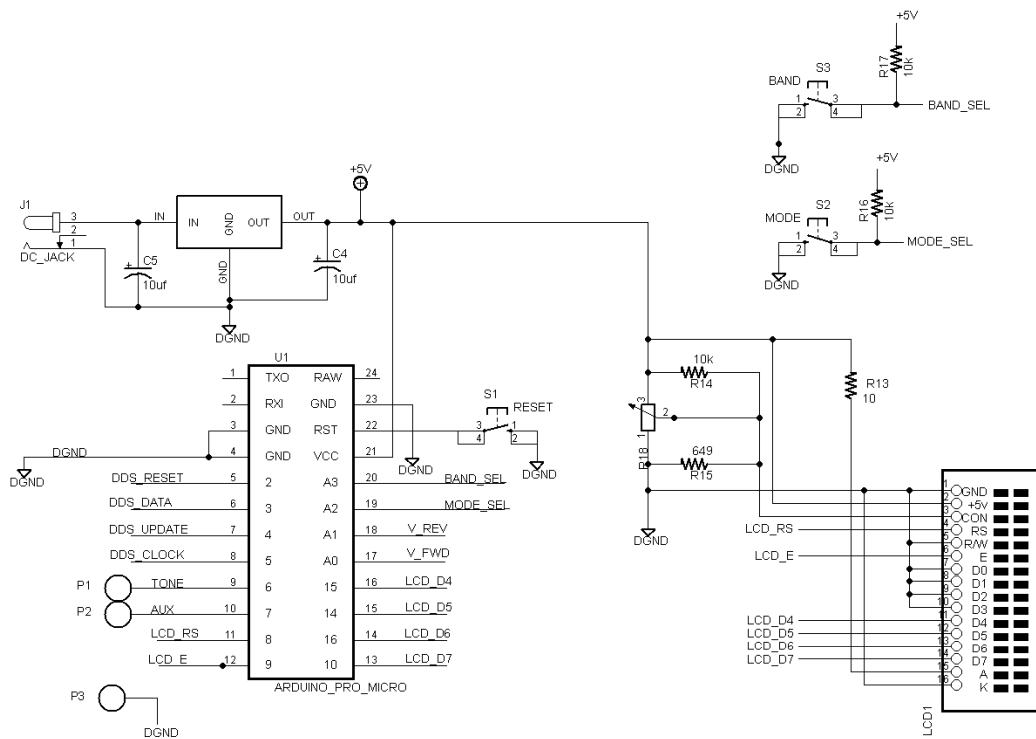 +5V
S3
R17
10k
BAND
1 3
2 4
BAND_SEL
DGND
+5V
+5V
S2
R16
10k
MODE
1 3
2 4
MODE_SEL
DGND
J1
3
2
1
DC_JACK
IN
IN GND OUT
OUT
C5
10uf
C4
10uf
GND
DGND
U1
1 TXO RAW 24
2 RXI GND 23
3 GND RST 22
DGND
4 GND VCC 21
DGND
DGND
DDS_RESET 5 2 A3 20 BAND_SEL
DDS_DATA 6 3 A2 19 MODE_SEL
DDS_UPDATE 7 4 A1 18 V_REV
DDS_CLOCK 8 5 A0 17 V_FWD
P1 TONE 9 6 15 16 LCD_D4
P2 AUX 10 7 14 15 LCD_D5
LCD_RS 11 8 16 14 LCD_D6
LCD_E 12 9 10 13 LCD_D7
ARDUINO_PRO_MICRO
P3
DGND
S1
RESET
3 1
4 2
DGND
10k
R14
3
2
1
R18
649
R15
R13
10
DGND
1 GND
2 +5v
3 CON
LCD_RS 4 RS
5 R/W
LCD_E 6 E
7 D0
8 D1
9 D2
10 D3
LCD_D4 11 D4
LCD_D5 12 D5
LCD_D6 13 D6
LCD_D7 14 D7
15 A
16 K
LCD1